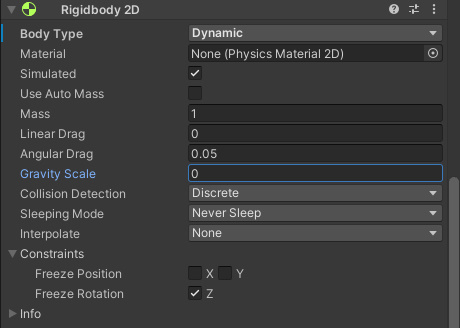 Rigidbody 2D
Body Type Dynamic
Material None (Physics Material 2D)
Simulated
Use Auto Mass
Mass 1
Linear Drag 0
Angular Drag 0.05
Gravity Scale 0
Collision Detection Discrete
Sleeping Mode Never Sleep
Interpolate None
Constraints
Freeze Position X Y
Freeze Rotation Z
Info